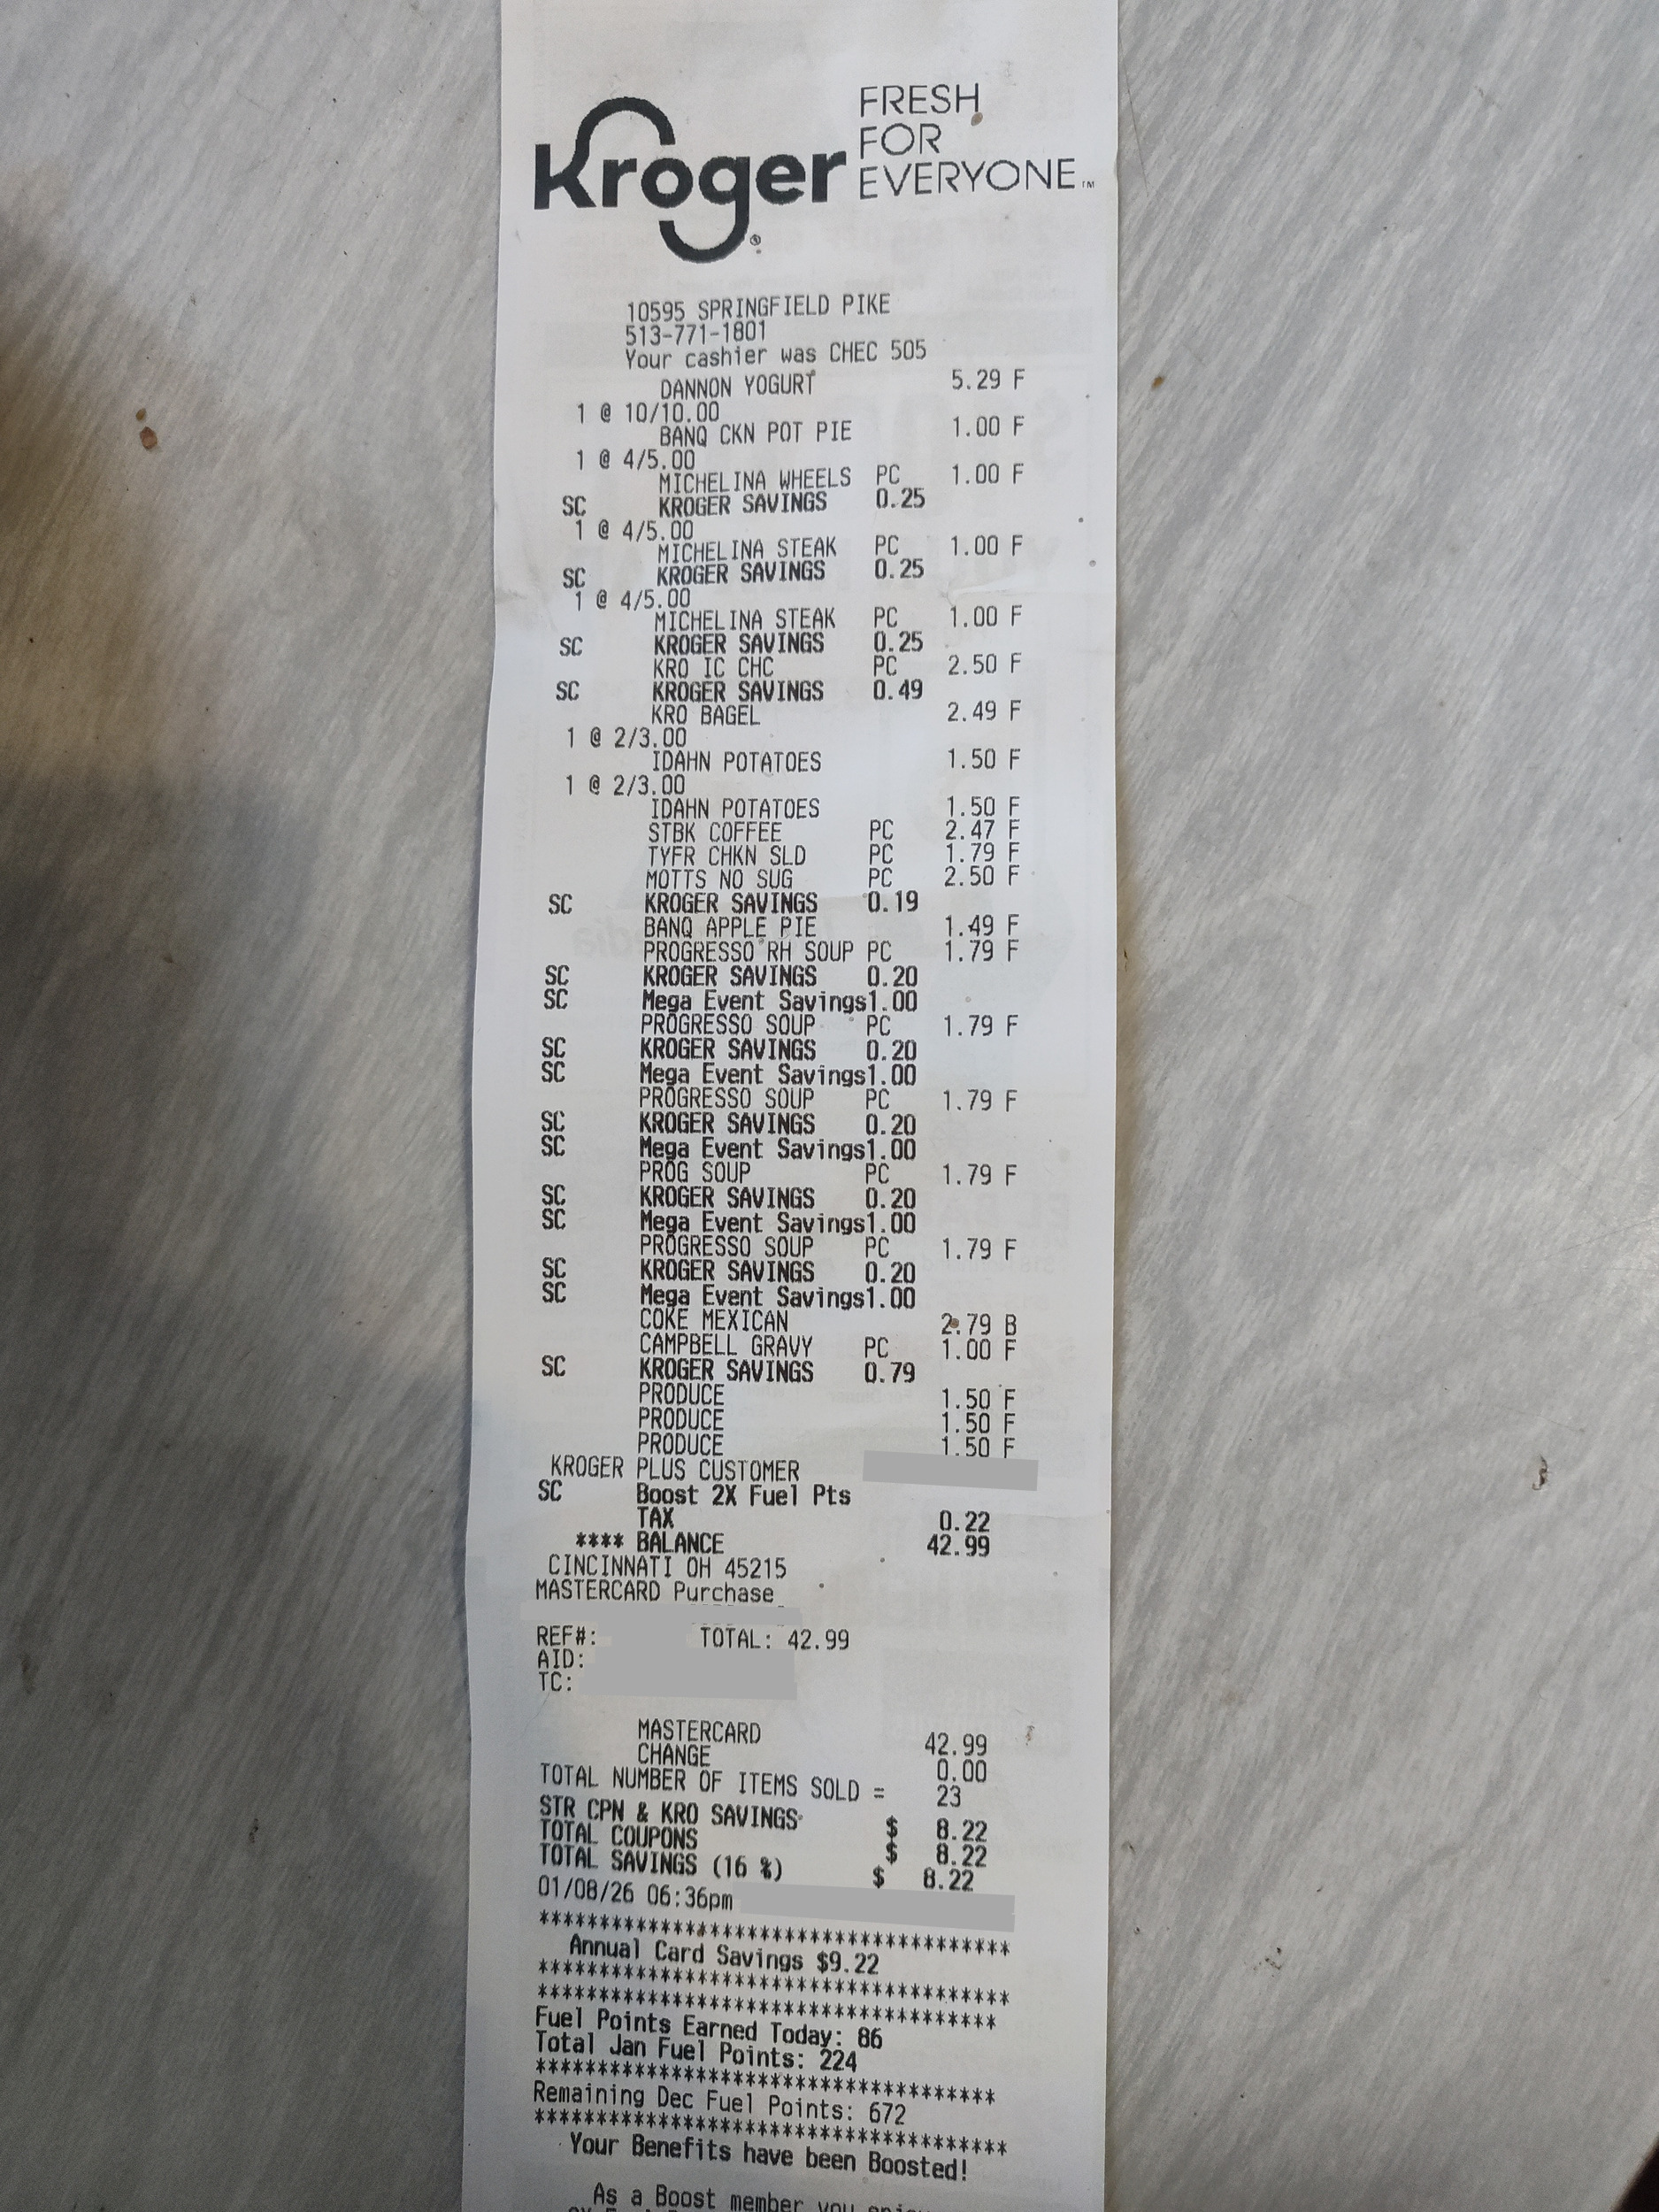 Kroger
FRESH
FOR
EVERYONE™
10595 SPRINGFIELD PIKE
513-771-1801
Your cashier was CHEC 505
DANNON YOGURT 5.29 F
1 @ 10/10.00
BANQ CKN POT PIE 1.00 F
1 @ 4/5.00
MICHELINA WHEELS PC 1.00 F
SC KROGER SAVINGS 0.25
1 @ 4/5.00
MICHELINA STEAK PC 1.00 F
SC KROGER SAVINGS 0.25
1 @ 4/5.00
MICHELINA STEAK PC 1.00 F
SC KROGER SAVINGS 0.25
KRO IC CHC PC 2.50 F
SC KROGER SAVINGS 0.49
KRO BAGEL 2.49 F
1 @ 2/3.00
IDAHN POTATOES 1.50 F
1 @ 2/3.00
IDAHN POTATOES 1.50 F
STBK COFFEE PC 2.47 F
TYFR CHKN SLD PC 1.79 F
MOTTS NO SUG PC 2.50 F
SC KROGER SAVINGS 0.19
BANQ APPLE PIE 1.49 F
PROGRESSO RH SOUP PC 1.79 F
SC KROGER SAVINGS 0.20
SC Mega Event Savings1.00
PROGRESSO SOUP PC 1.79 F
SC KROGER SAVINGS 0.20
SC Mega Event Savings1.00
PROGRESSO SOUP PC 1.79 F
SC KROGER SAVINGS 0.20
SC Mega Event Savings1.00
PROG SOUP PC 1.79 F
SC KROGER SAVINGS 0.20
SC Mega Event Savings1.00
PROGRESSO SOUP PC 1.79 F
SC KROGER SAVINGS 0.20
SC Mega Event Savings1.00
COKE MEXICAN 2.79 B
CAMPBELL GRAVY PC 1.00 F
SC KROGER SAVINGS 0.79
PRODUCE 1.50 F
PRODUCE 1.50 F
PRODUCE 1.50 F
KROGER PLUS CUSTOMER
SC Boost 2X Fuel Pts
TAX 0.22
**** BALANCE 42.99
CINCINNATI OH 45215
MASTERCARD Purchase
REF#: TOTAL: 42.99
AID:
TC:
MASTERCARD 42.99
CHANGE 0.00
TOTAL NUMBER OF ITEMS SOLD = 23
STR CPN & KRO SAVINGS $ 8.22
TOTAL COUPONS $ 8.22
TOTAL SAVINGS (16 %) $ 8.22
01/08/26 06:36pm
************************************
Annual Card Savings $9.22
************************************
************************************
Fuel Points Earned Today: 86
Total Jan Fuel Points: 224
************************************
Remaining Dec Fuel Points: 672
************************************
Your Benefits have been Boosted!
As a Boost member you